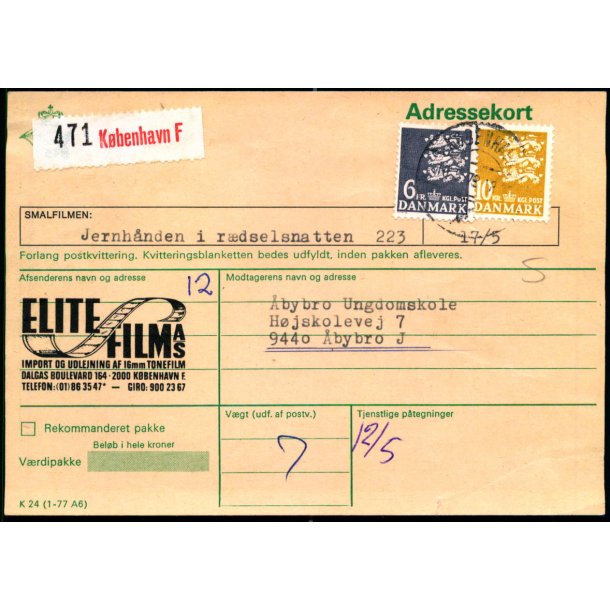 Adressekort
471 København F
6 KR. KGL. POST DANMARK
10 KR. KGL. POST DANMARK
SMALFILMEN:
Jernhånden i rædselsnatten 223 17/5
Forlang postkvittering. Kvitteringsblanketten bedes udfyldt, inden pakken afleveres.
Afsenderens navn og adresse
12
Modtagerens navn og adresse
5
ELITE
FILM A/S
IMPORT OG UDLEJNING AF 16mm TONEFILM
DALGAS BOULEVARD 164 · 2000 KØBENHAVN F.
TELEFON: (01) 86 35 47* — GIRO: 900 23 67
Åbybro Ungdomskole
Højskolevej 7
9440 Åbybro J
Rekommanderet pakke
Beløb i hele kroner
Værdipakke
Vægt (udf. af postv.)
7
Tjenstlige påtegninger
12/5
K 24 (1-77 A6)